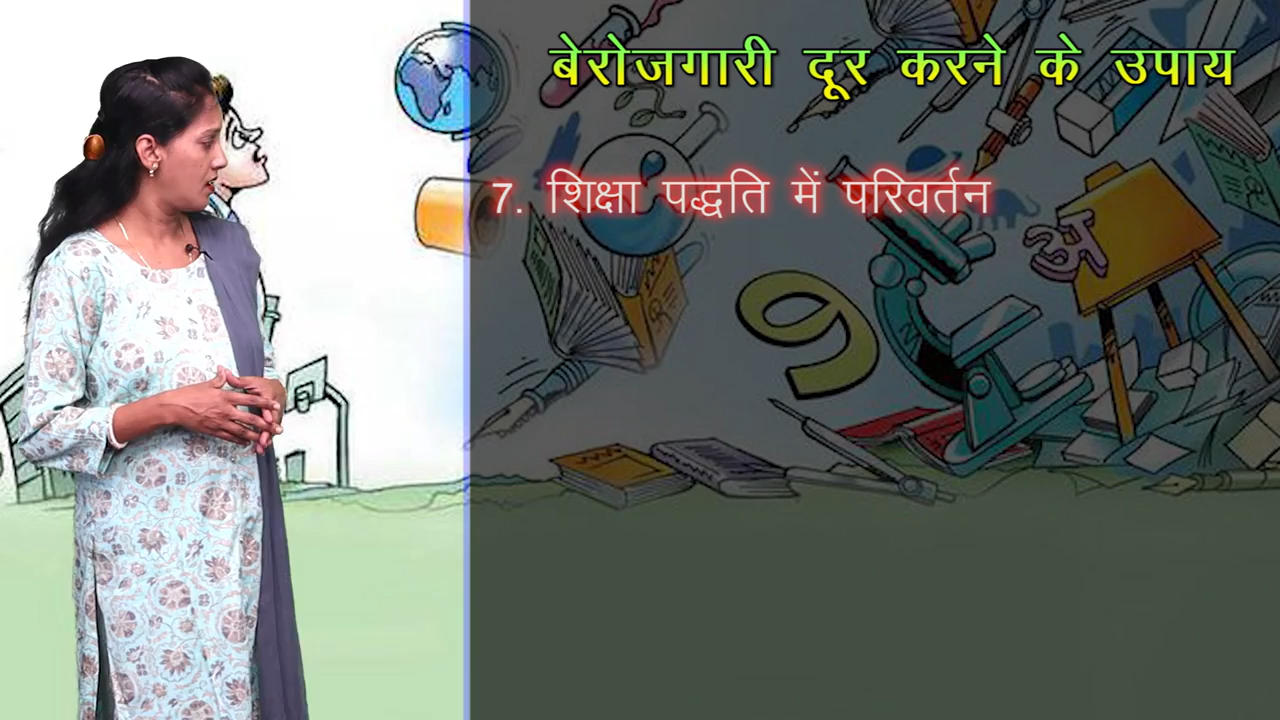 बेरोजगारी दूर करने के उपाय
7. शिक्षा पद्धति में परिवर्तन
अ